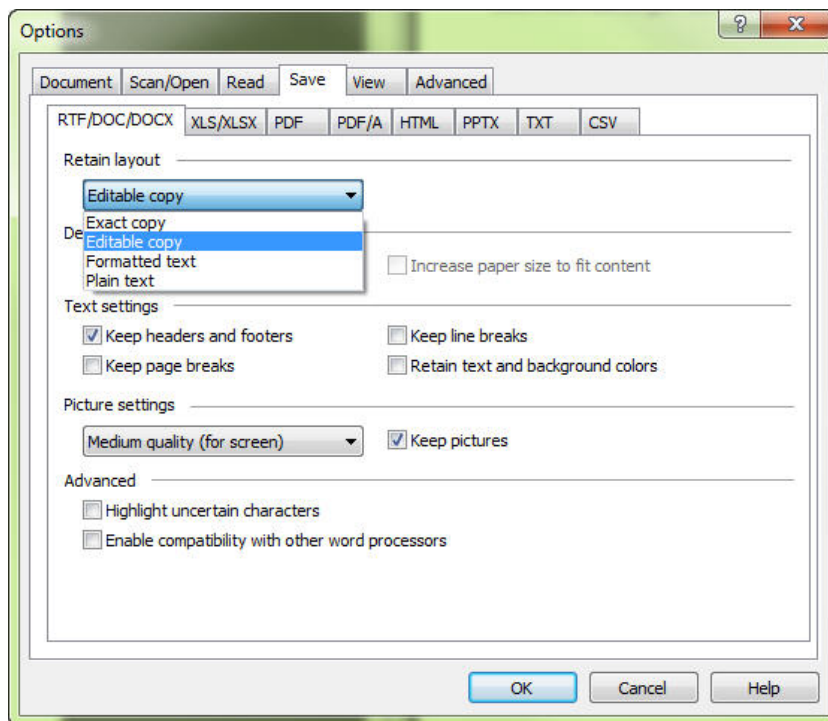 Options
Document Scan/Open Read Save View Advanced
RTF/DOC/DOCX XLS/XLSX PDF PDF/A HTML PPTX TXT CSV
Retain layout
Editable copy
Exact copy
Editable copy
Formatted text
Plain text
De
Increase paper size to fit content
Text settings
Keep headers and footers Keep line breaks
Keep page breaks Retain text and background colors
Picture settings
Medium quality (for screen) Keep pictures
Advanced
Highlight uncertain characters
Enable compatibility with other word processors
OK Cancel Help